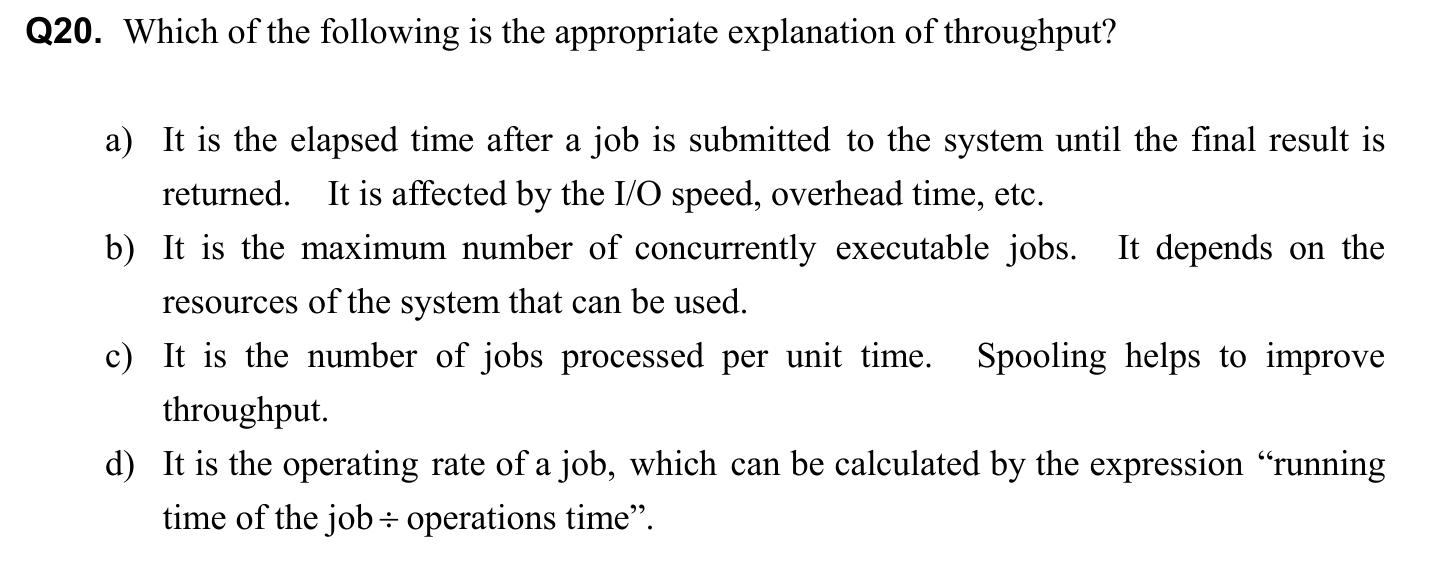 Q20. Which of the following is the appropriate explanation of throughput?
a) It is the elapsed time after a job is submitted to the system until the final result is
returned. It is affected by the I/O speed, overhead time, etc.
b) It is the maximum number of concurrently executable jobs. It depends on the
resources of the system that can be used.
c) It is the number of jobs processed per unit time. Spooling helps to improve
throughput.
d) It is the operating rate of a job, which can be calculated by the expression “running
time of the job ÷ operations time”.